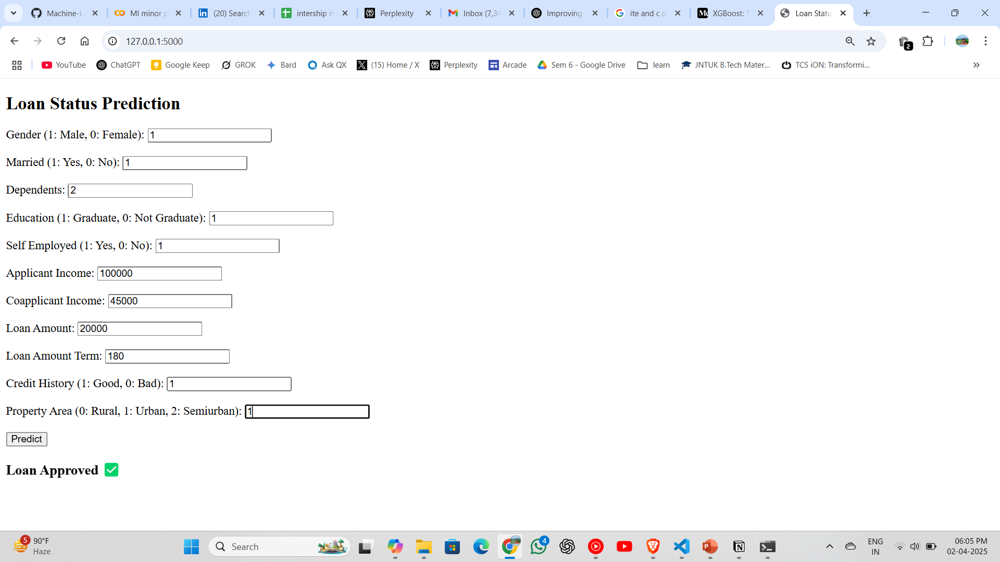 Machine-L
MI minor p
(20) Search
intership m
Perplexity
Inbox (7,34
Improving
ite and c d
XGBoost: T
Loan Statu
127.0.0.1:5000
2
YouTube
ChatGPT
Google Keep
GROK
Bard
Ask QX
(15) Home / X
Perplexity
Arcade
Sem 6 - Google Drive
learn
JNTUK B.Tech Mater...
TCS iON: Transformi...
Loan Status Prediction
Gender (1: Male, 0: Female): 1
Married (1: Yes, 0: No): 1
Dependents: 2
Education (1: Graduate, 0: Not Graduate): 1
Self Employed (1: Yes, 0: No): 1
Applicant Income: 100000
Coapplicant Income: 45000
Loan Amount: 20000
Loan Amount Term: 180
Credit History (1: Good, 0: Bad): 1
Property Area (0: Rural, 1: Urban, 2: Semiurban): 1
Predict
Loan Approved ✅
5
90°F
Haze
Search
4
ENG
IN
06:05 PM
02-04-2025